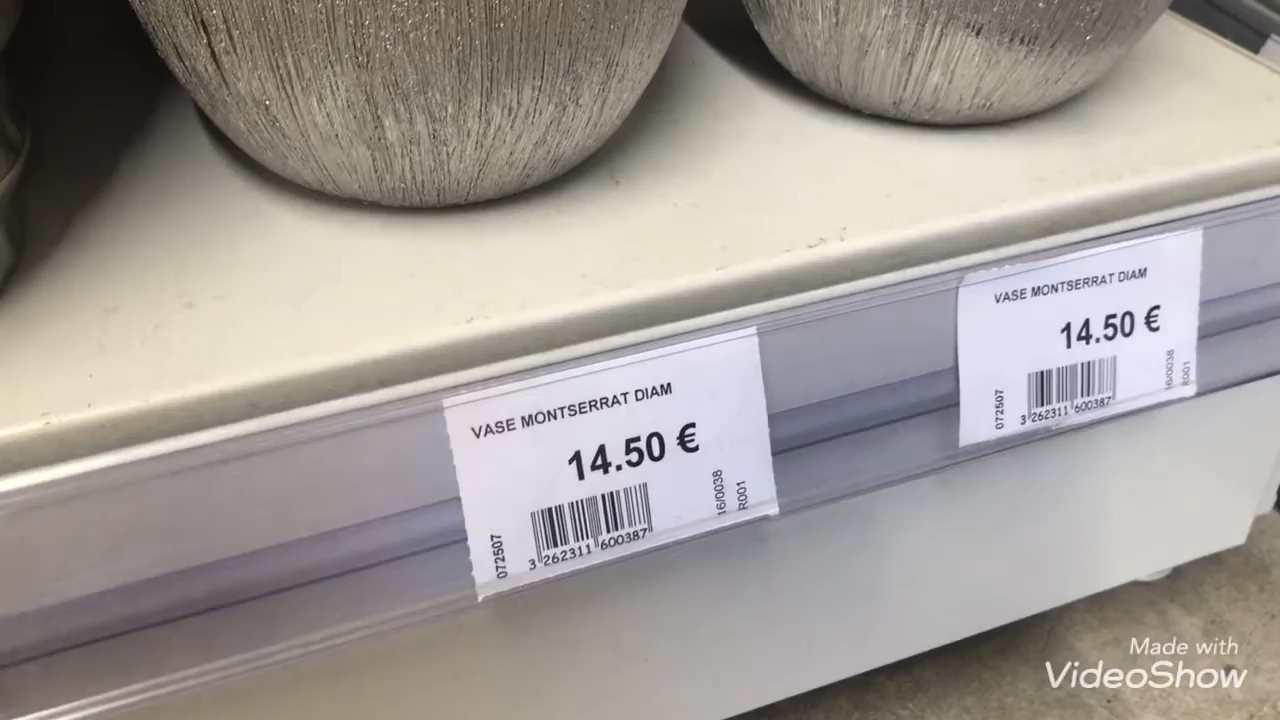 VASE MONTSERRAT DIAM
14.50 €
072507
3 262311 600387
16/0038
R001
VASE MONTSERRAT DIAM
14.50 €
072507
3 262311 600387
16/0038
R001
Made with
VideoShow